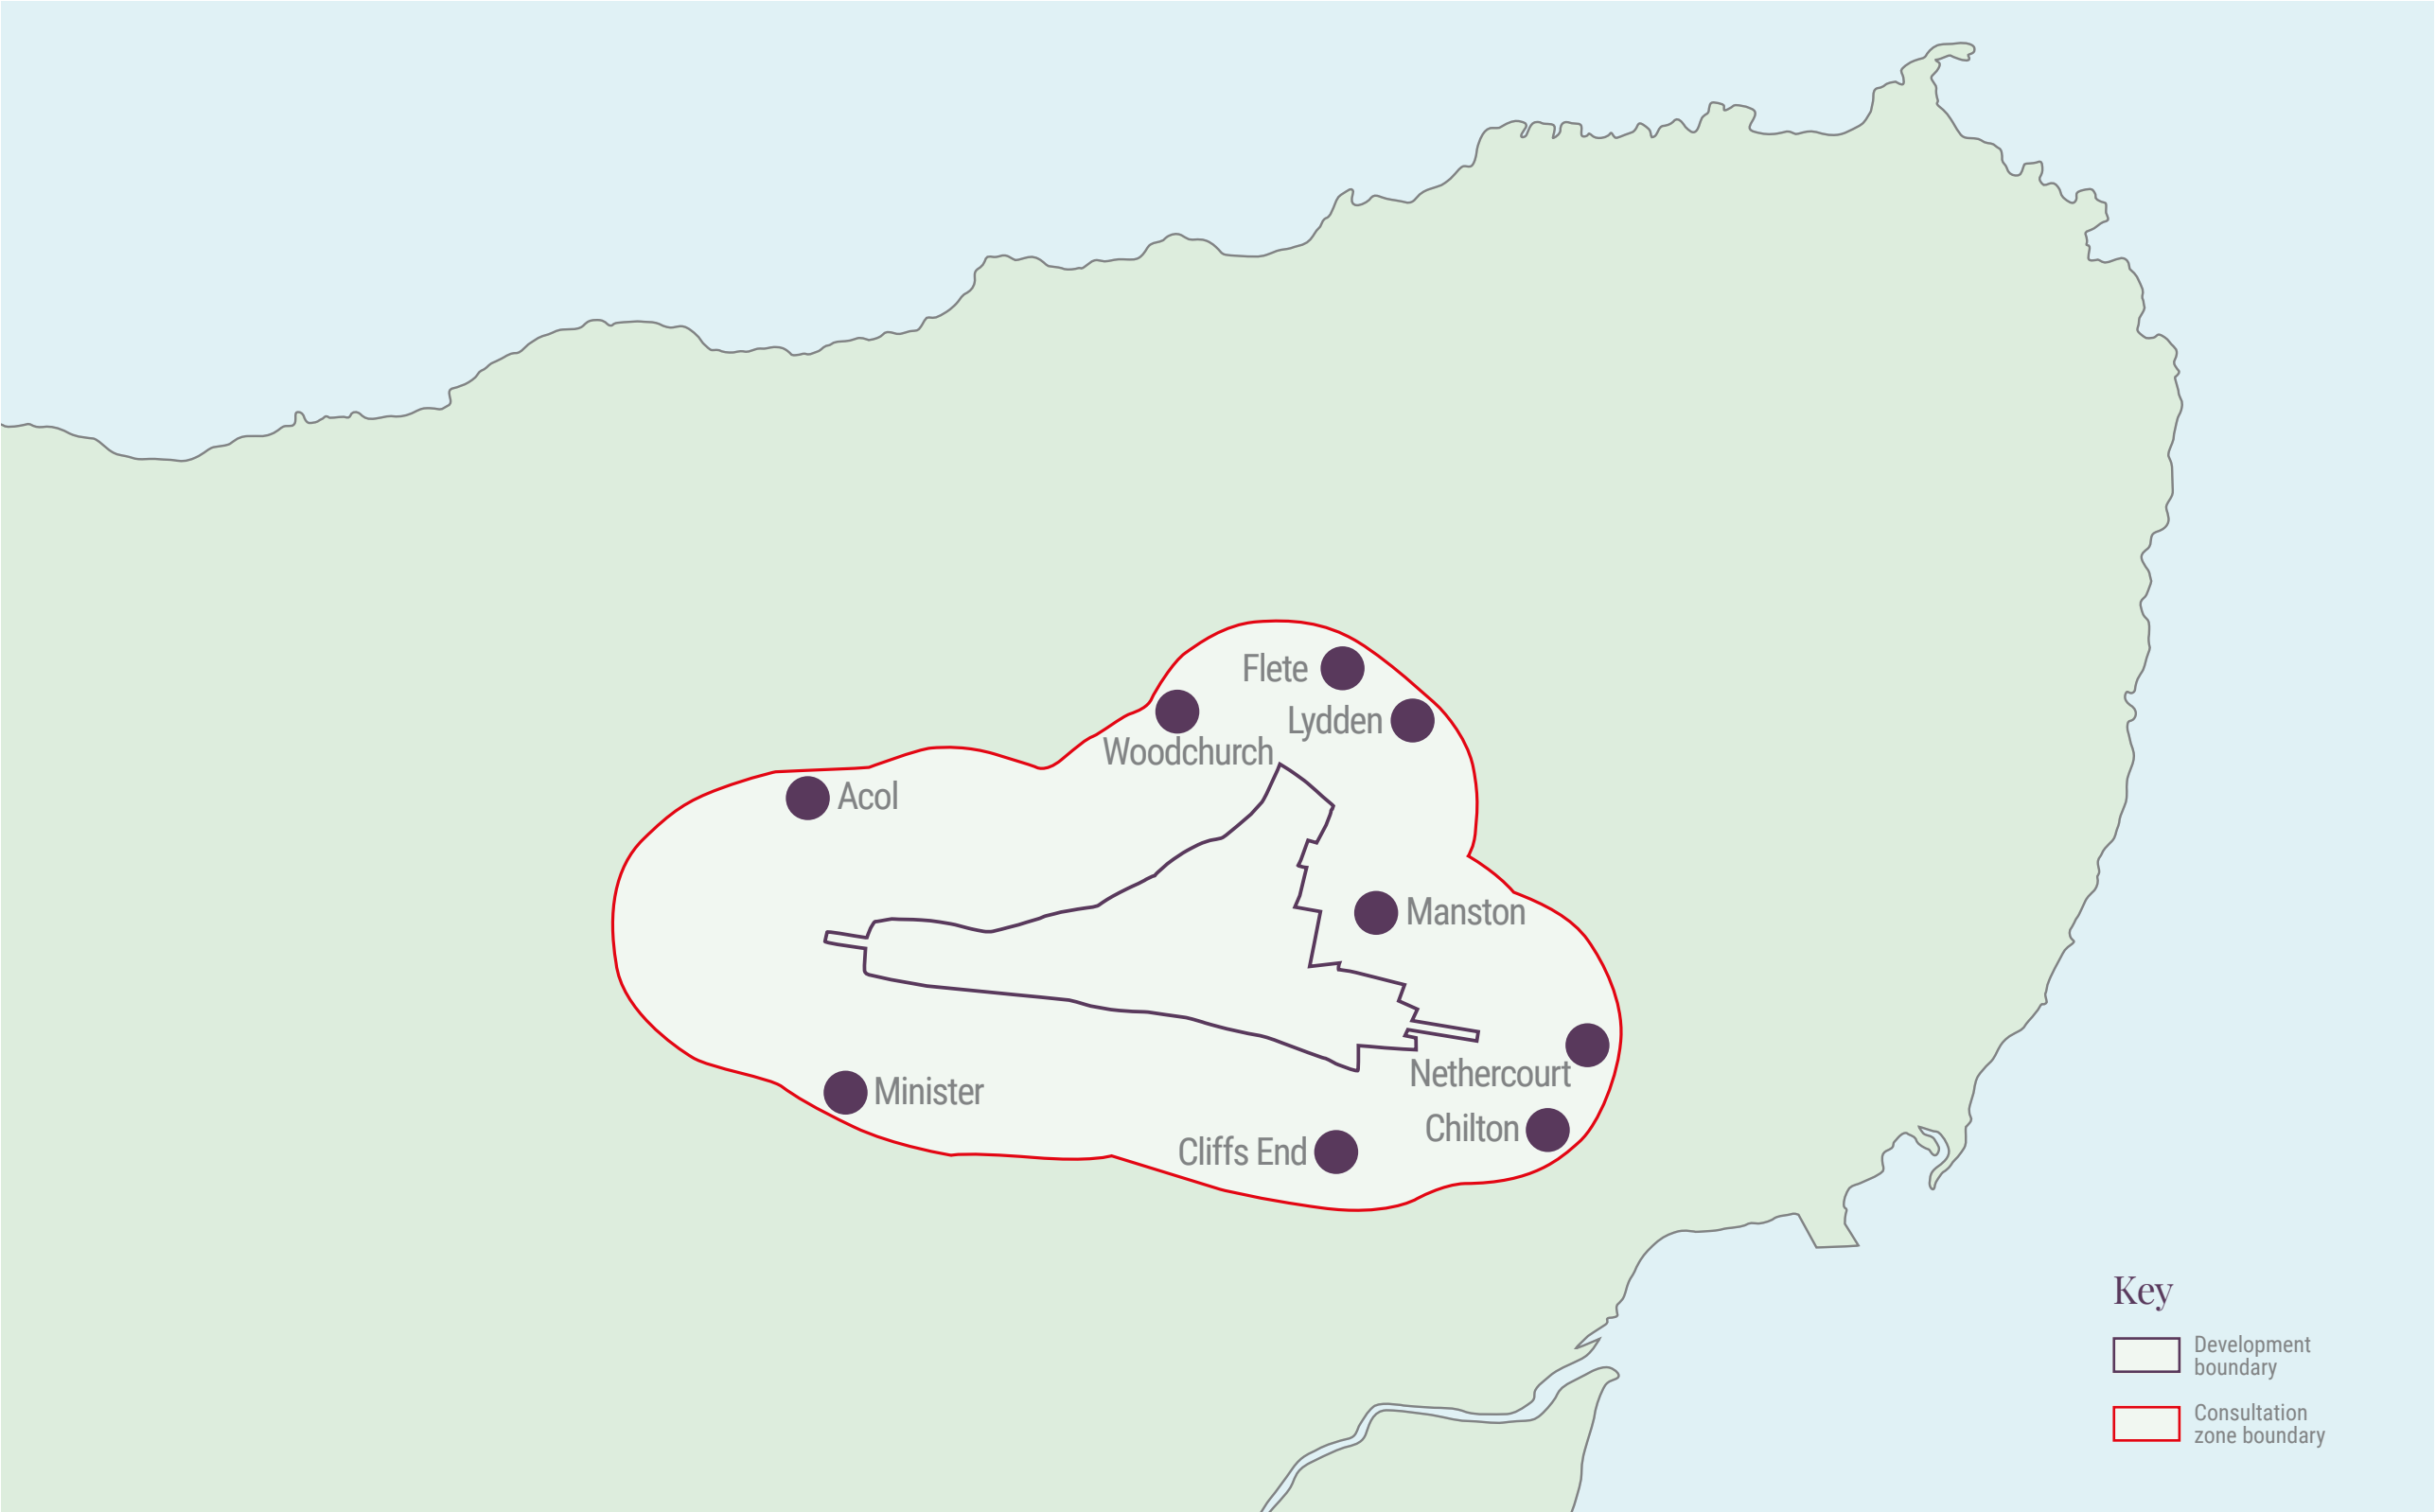 Flete
Lydden
Woodchurch
Acol
Manston
Nethercourt
Minister
Chilton
Cliffs End
Key
Development
boundary
Consultation
zone boundary